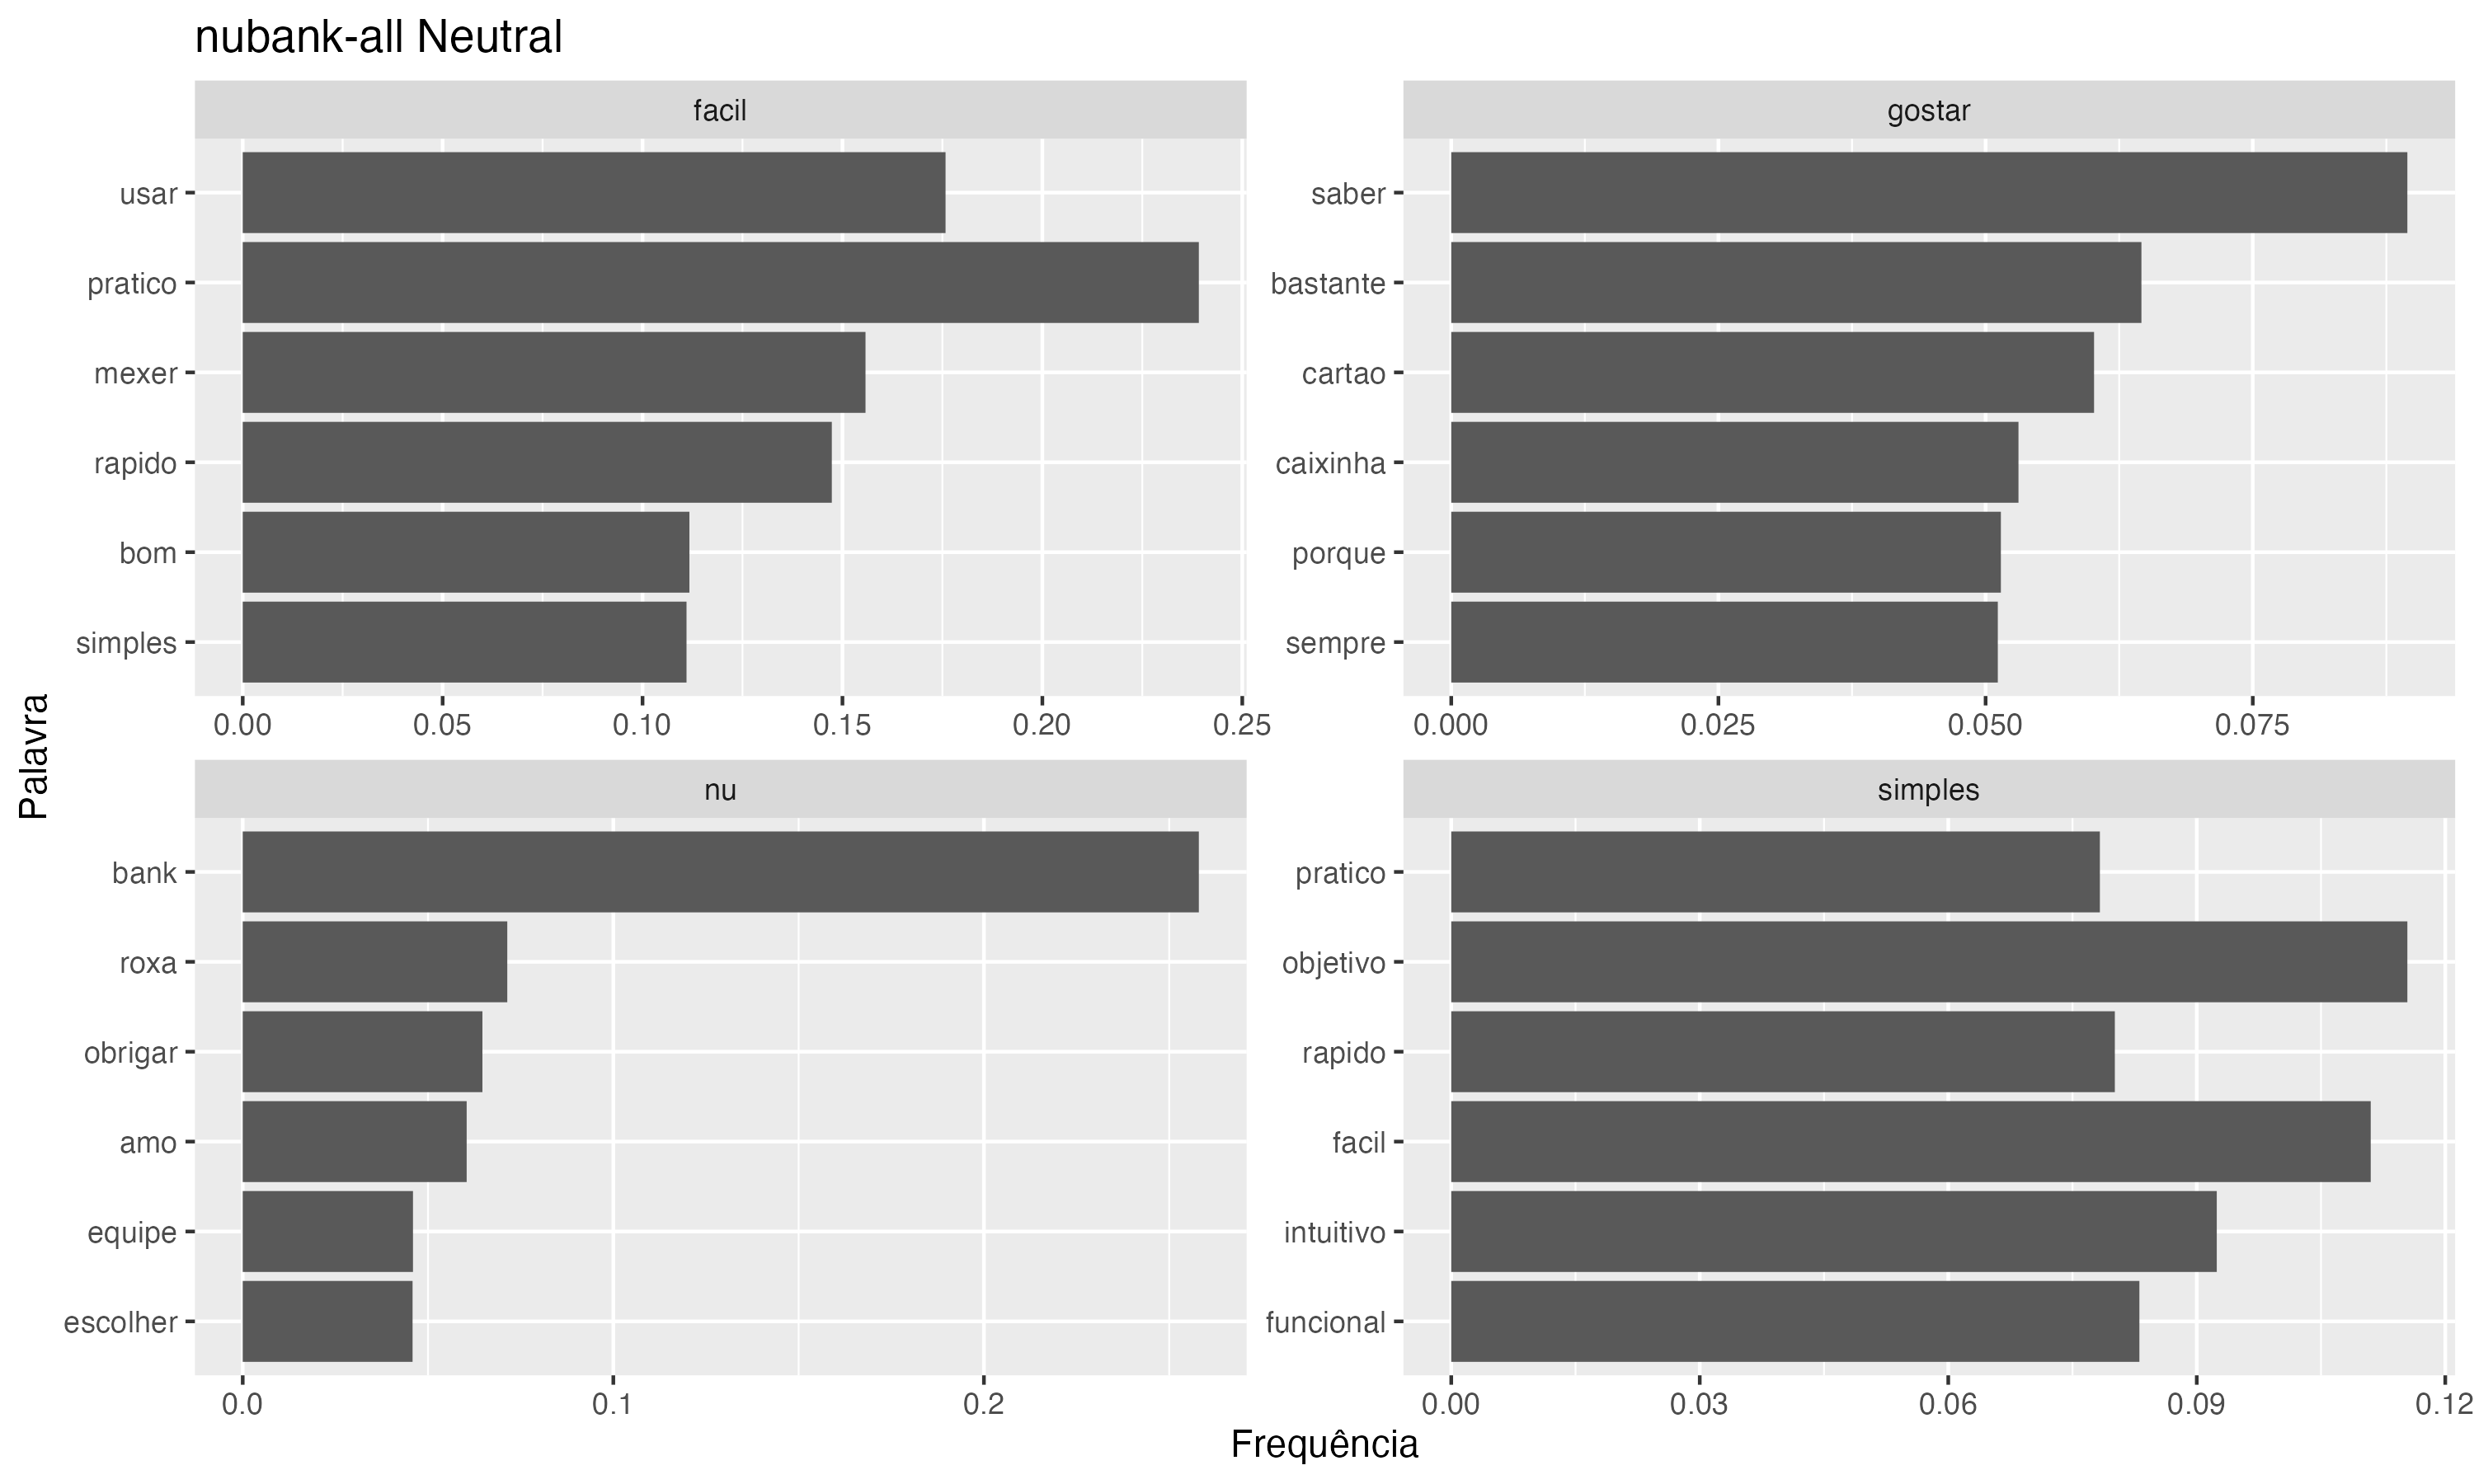 nubank-all Neutral
facil
usar
pratico
mexer
rapido
bom
simples
0.00 0.05 0.10 0.15 0.20 0.25
gostar
saber
bastante
cartao
caixinha
porque
sempre
0.000 0.025 0.050 0.075
Palavra
nu
bank
roxa
obrigar
amo
equipe
escolher
0.0 0.1 0.2
simples
pratico
objetivo
rapido
facil
intuitivo
funcional
0.00 0.03 0.06 0.09 0.12
Frequência